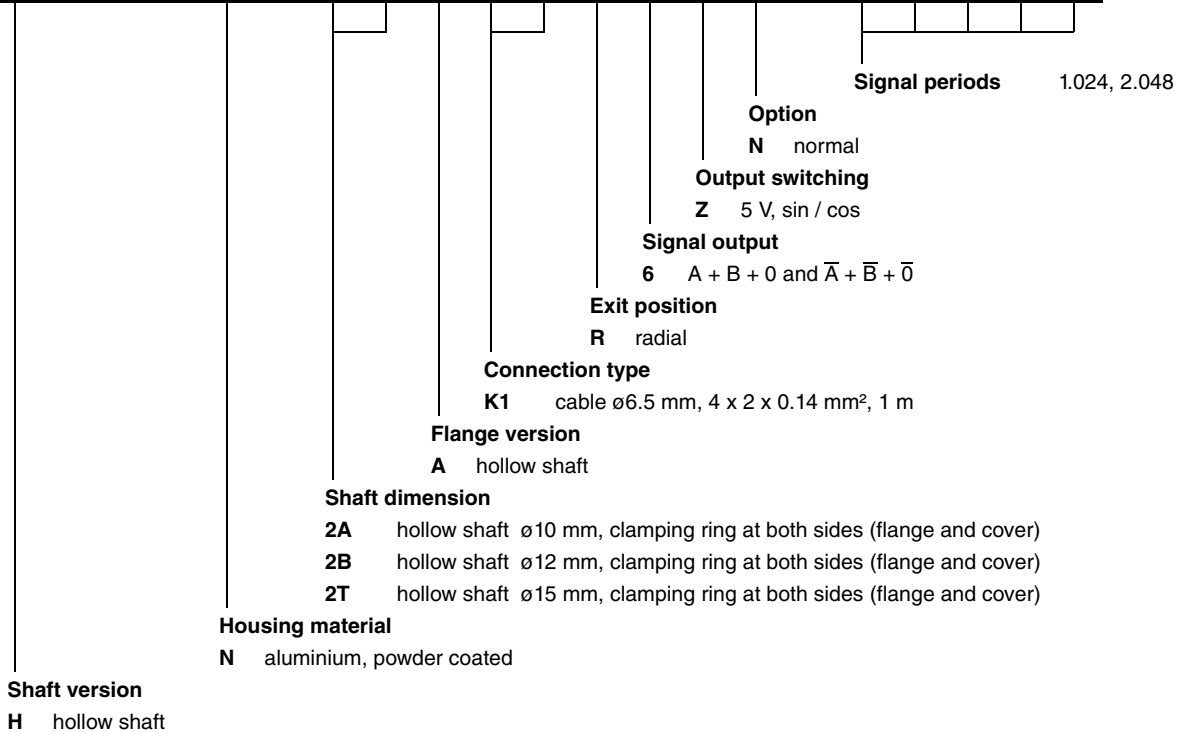 Signal periods 1.024, 2.048
Option
N normal
Output switching
Z 5 V, sin / cos
Signal output
6 A + B + 0 and A̅ + B̅ + 0̅
Exit position
R radial
Connection type
K1 cable ø6.5 mm, 4 x 2 x 0.14 mm², 1 m
Flange version
A hollow shaft
Shaft dimension
2A hollow shaft ø10 mm, clamping ring at both sides (flange and cover)
2B hollow shaft ø12 mm, clamping ring at both sides (flange and cover)
2T hollow shaft ø15 mm, clamping ring at both sides (flange and cover)
Housing material
N aluminium, powder coated
Shaft version
H hollow shaft